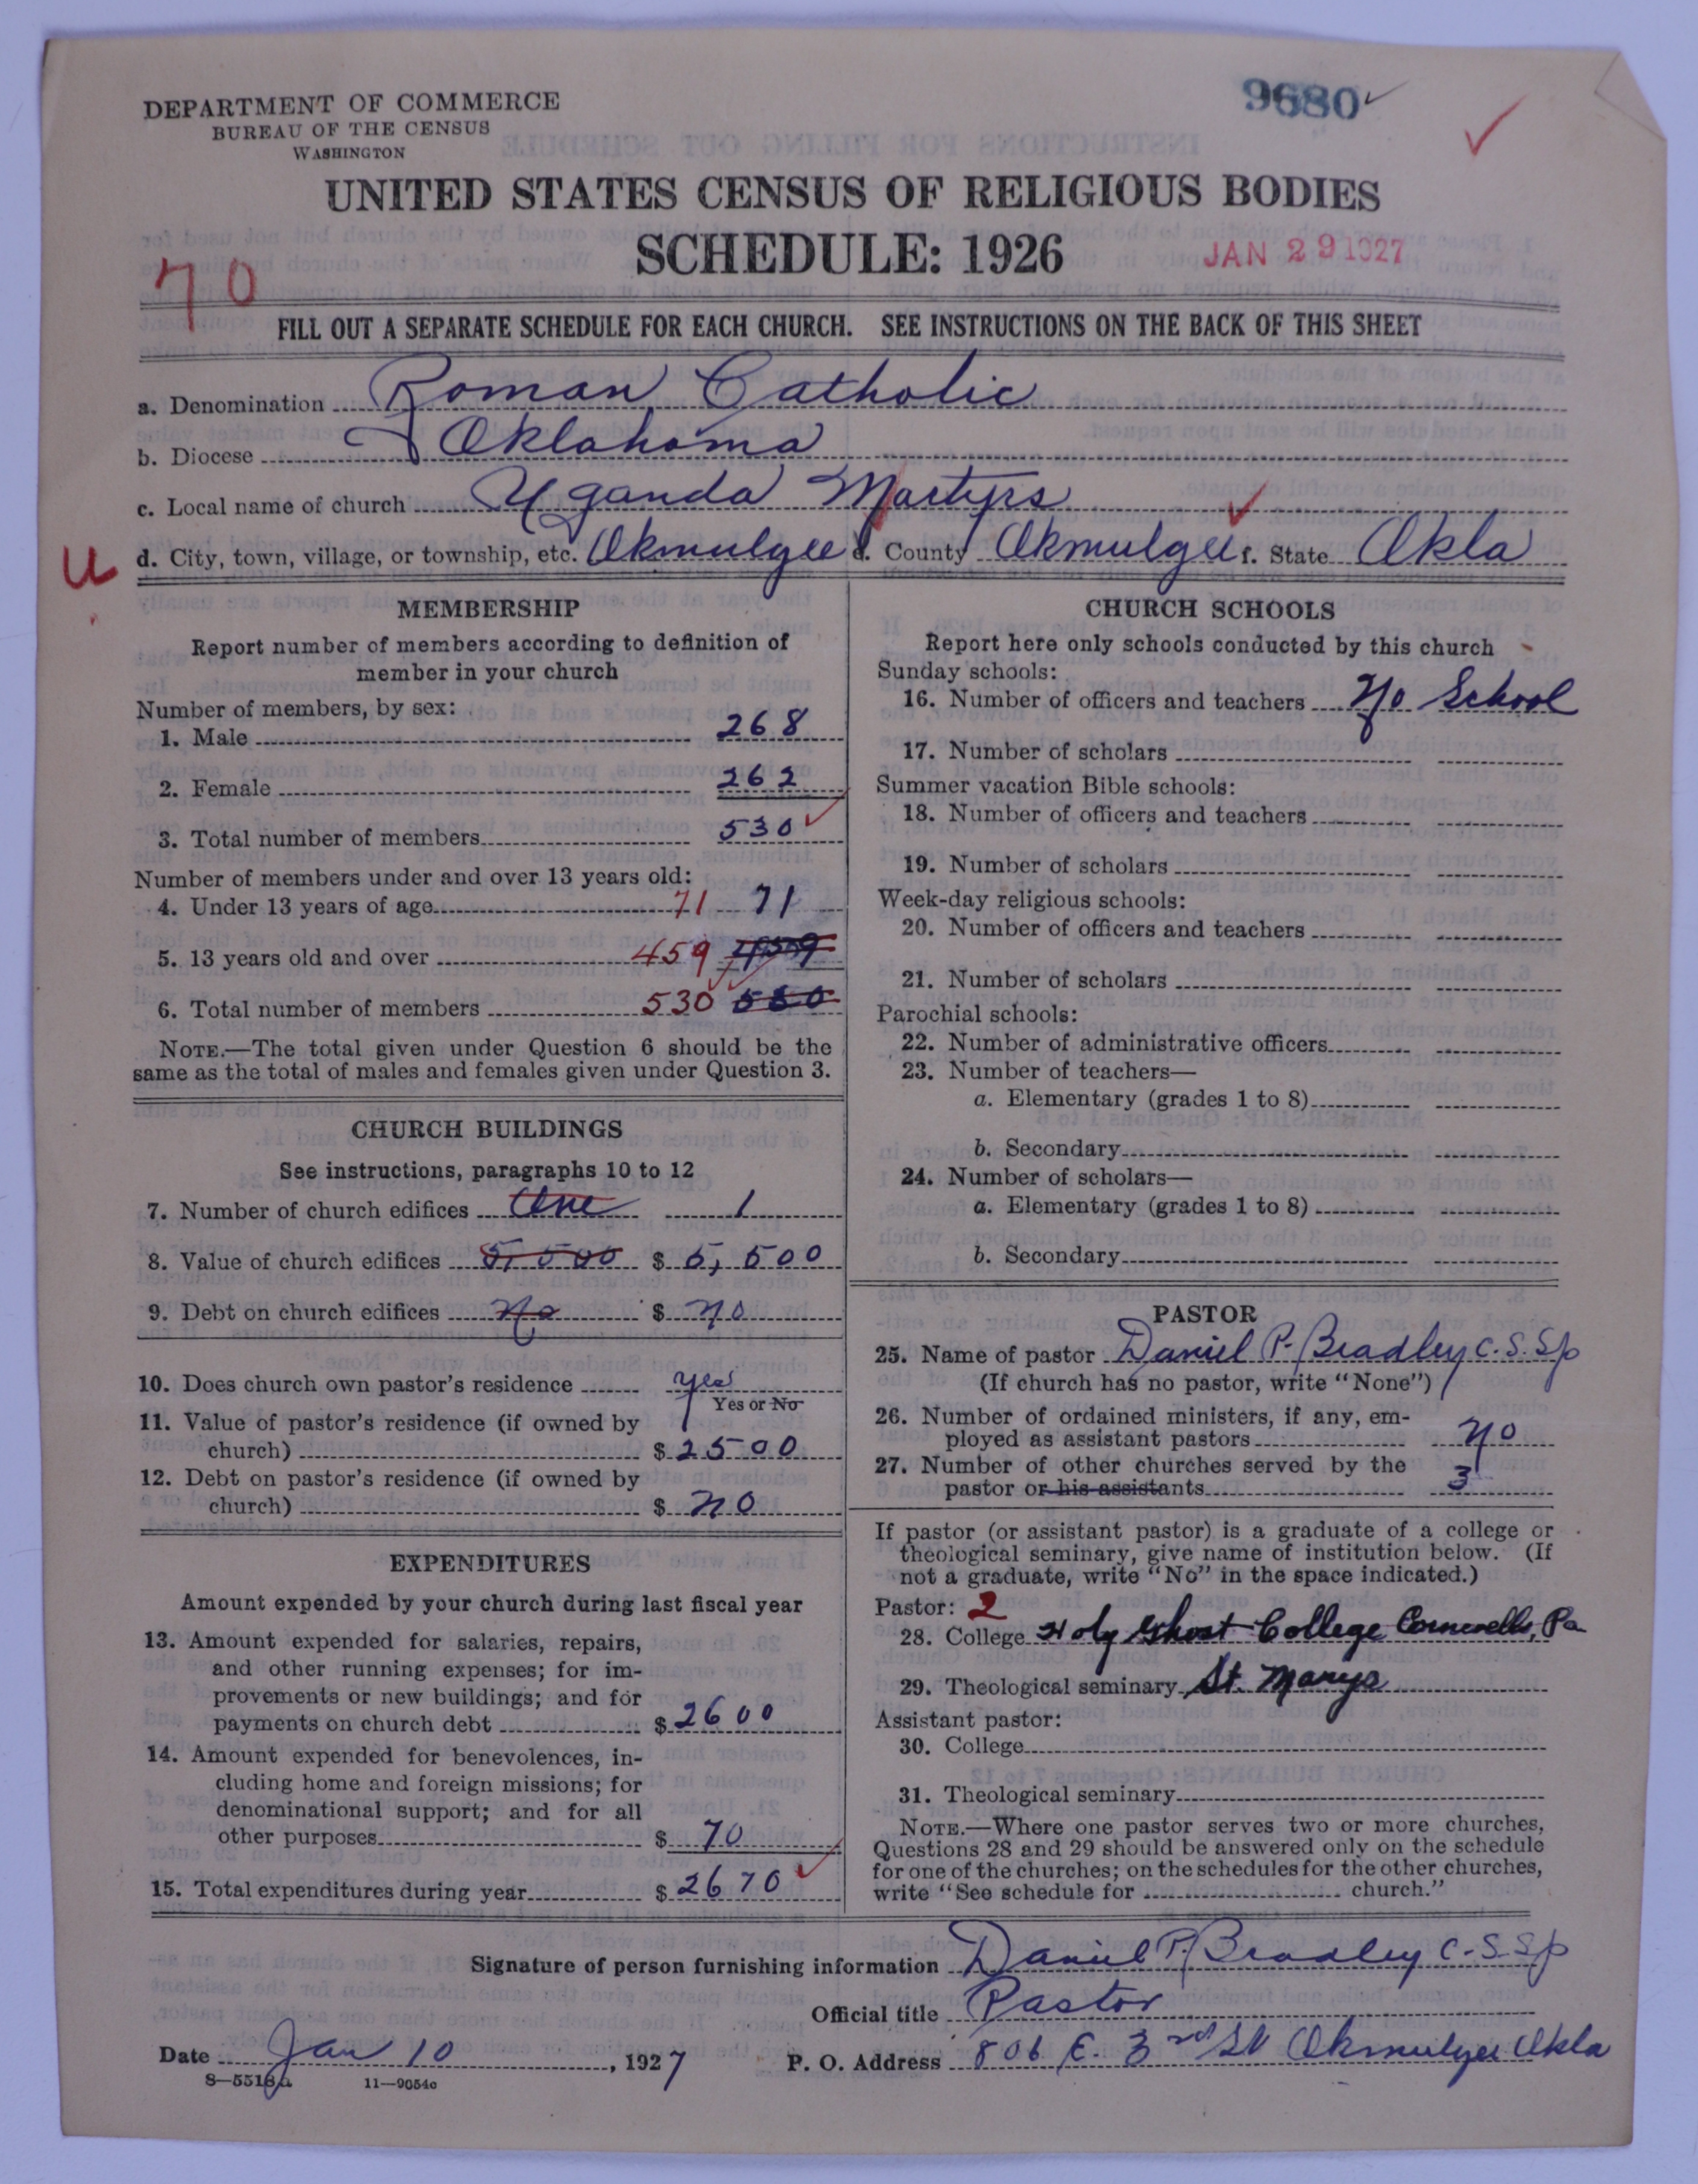 DEPARTMENT OF COMMERCE
BUREAU OF THE CENSUS
WASHINGTON
9680
UNITED STATES CENSUS OF RELIGIOUS BODIES
SCHEDULE: 1926
JAN 29 1927
70
FILL OUT A SEPARATE SCHEDULE FOR EACH CHURCH. SEE INSTRUCTIONS ON THE BACK OF THIS SHEET
a. Denomination Roman Catholic
b. Diocese Oklahoma
c. Local name of church Uganda Martyrs
U d. City, town, village, or township, etc. Okmulgee e. County Okmulgee f. State Okla
MEMBERSHIP
Report number of members according to definition of
member in your church
Number of members, by sex:
1. Male 268
2. Female 262
3. Total number of members 530
Number of members under and over 13 years old:
4. Under 13 years of age 71 71
5. 13 years old and over 459 459
6. Total number of members 530 530
NOTE.—The total given under Question 6 should be the
same as the total of males and females given under Question 3.
CHURCH BUILDINGS
See instructions, paragraphs 10 to 12
7. Number of church edifices One 1
8. Value of church edifices 5,500 $ 5,500
9. Debt on church edifices No $ no
10. Does church own pastor's residence yes
Yes or No
11. Value of pastor's residence (if owned by
church) $ 2500
12. Debt on pastor's residence (if owned by
church) $ no
EXPENDITURES
Amount expended by your church during last fiscal year
13. Amount expended for salaries, repairs,
and other running expenses; for im-
provements or new buildings; and for
payments on church debt $ 2600
14. Amount expended for benevolences, in-
cluding home and foreign missions; for
denominational support; and for all
other purposes $ 70
15. Total expenditures during year $ 2670
CHURCH SCHOOLS
Report here only schools conducted by this church
Sunday schools:
16. Number of officers and teachers No School
17. Number of scholars
Summer vacation Bible schools:
18. Number of officers and teachers
19. Number of scholars
Week-day religious schools:
20. Number of officers and teachers
21. Number of scholars
Parochial schools:
22. Number of administrative officers
23. Number of teachers—
a. Elementary (grades 1 to 8)
b. Secondary
24. Number of scholars—
a. Elementary (grades 1 to 8)
b. Secondary
PASTOR
25. Name of pastor Daniel P. Bradley C.S.Sp
(If church has no pastor, write "None")
26. Number of ordained ministers, if any, em-
ployed as assistant pastors no
27. Number of other churches served by the
pastor or his assistants 3
If pastor (or assistant pastor) is a graduate of a college or
theological seminary, give name of institution below. (If
not a graduate, write "No" in the space indicated.)
Pastor: 2
28. College Holy Ghost College Cornwells, Pa
29. Theological seminary St. Marys
Assistant pastor:
30. College
31. Theological seminary
NOTE.—Where one pastor serves two or more churches,
Questions 28 and 29 should be answered only on the schedule
for one of the churches; on the schedules for the other churches,
write "See schedule for church."
Signature of person furnishing information Daniel P. Bradley C.S.Sp
Official title Pastor
Date Jan 10, 1927 P. O. Address 806 E. 3rd St Okmulgee Okla
8—5518a 11—9054c